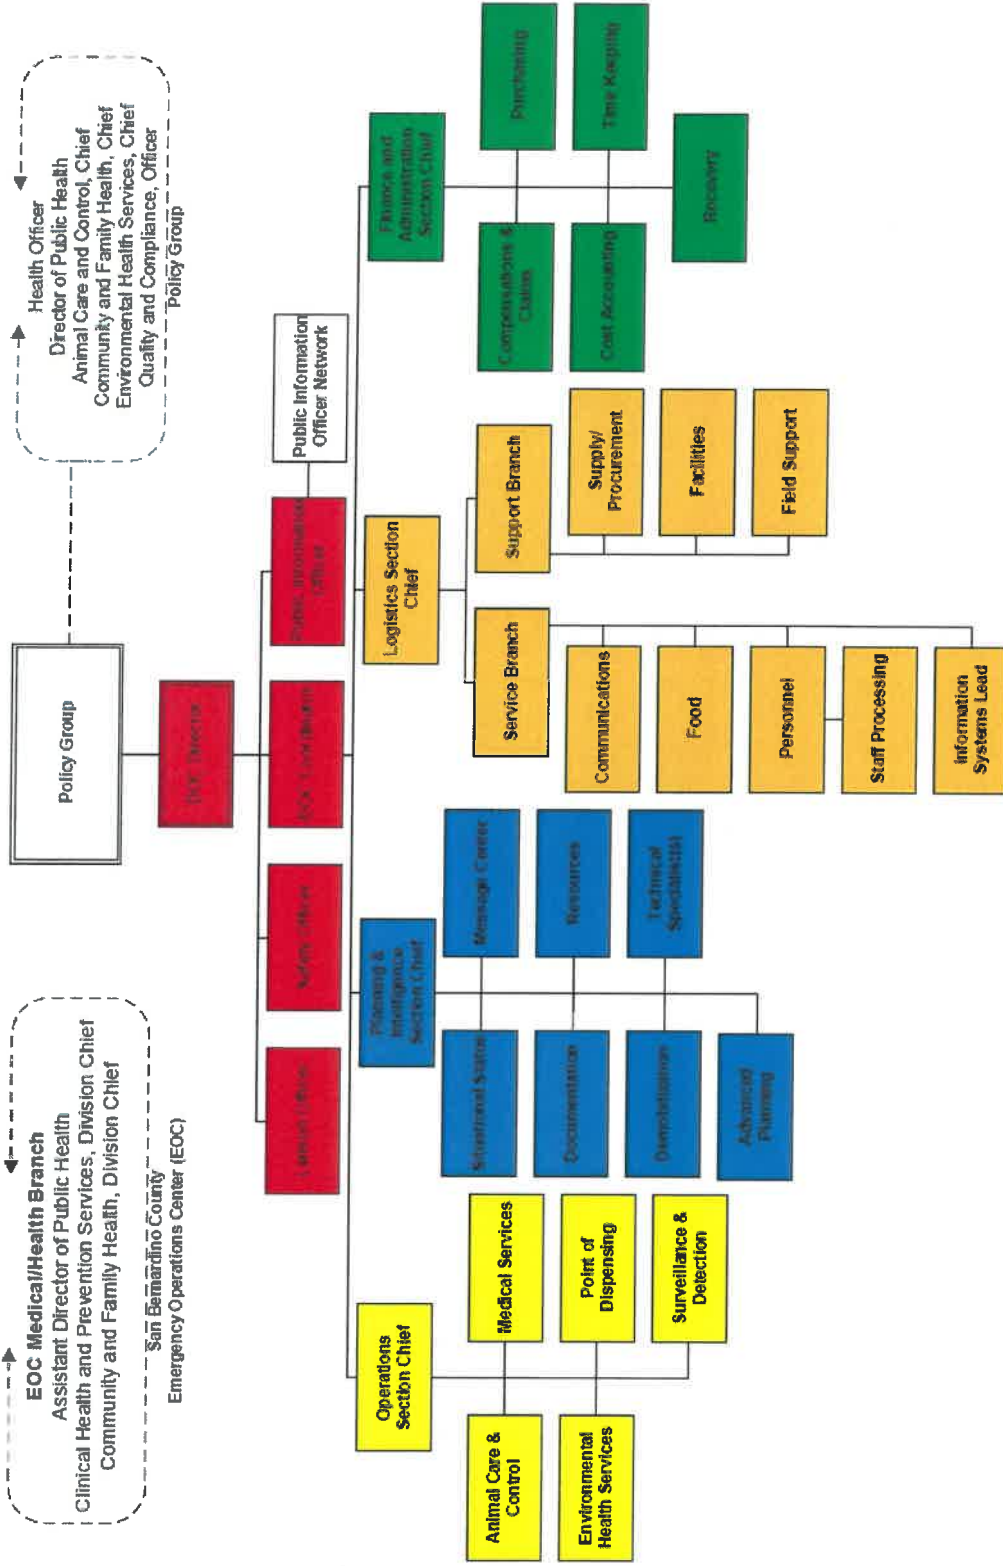 EOC Medical/Health Branch
Assistant Director of Public Health
Clinical Health and Prevention Services, Division Chief
Community and Family Health, Division Chief
San Bernardino County
Emergency Operations Center (EOC)
Policy Group
Health Officer
Director of Public Health
Animal Care and Control, Chief
Community and Family Health, Chief
Environmental Health Services, Chief
Quality and Compliance, Officer
Policy Group
DOC Director
Liaison Officer
Safety Officer
DOC Coordinator
Public Information
Officer
Public Information
Officer Network
Operations
Section Chief
Planning &
Intelligence
Section Chief
Logistics Section
Chief
Finance and
Administration
Section Chief
Animal Care &
Control
Medical Services
Environmental
Health Services
Point of
Dispensing
Surveillance &
Detection
Situational Status
Message Center
Documentation
Resources
Demobilization
Technical
Specialist(s)
Advanced
Planning
Service Branch
Support Branch
Communications
Food
Personnel
Staff Processing
Information
Systems Lead
Supply/
Procurement
Facilities
Field Support
Compensations &
Claims
Purchasing
Cost Accounting
Time Keeping
Recovery